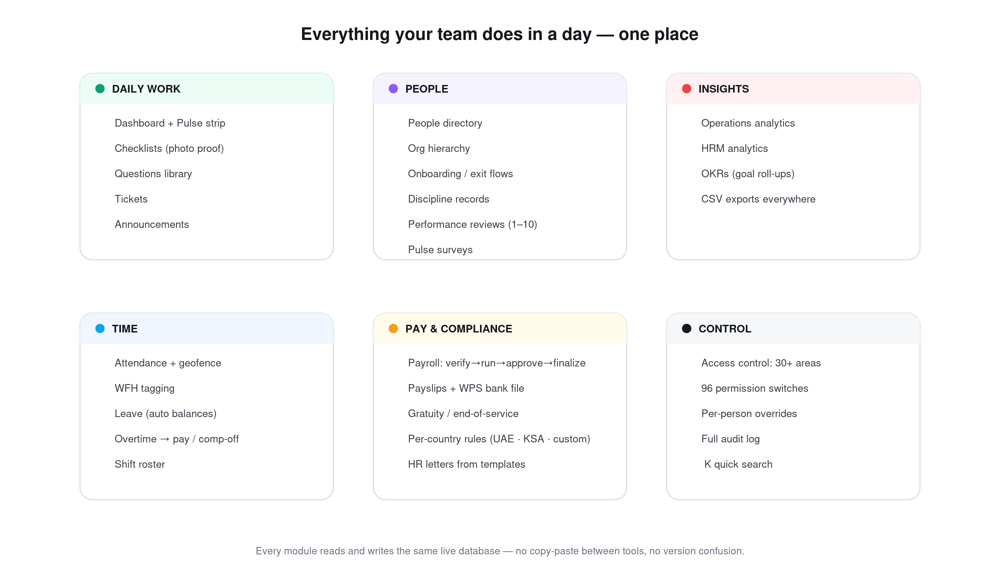 Everything your team does in a day — one place
DAILY WORK
Dashboard + Pulse strip
Checklists (photo proof)
Questions library
Tickets
Announcements
PEOPLE
People directory
Org hierarchy
Onboarding / exit flows
Discipline records
Performance reviews (1–10)
Pulse surveys
INSIGHTS
Operations analytics
HRM analytics
OKRs (goal roll-ups)
CSV exports everywhere
TIME
Attendance + geofence
WFH tagging
Leave (auto balances)
Overtime → pay / comp-off
Shift roster
PAY & COMPLIANCE
Payroll: verify→run→approve→finalize
Payslips + WPS bank file
Gratuity / end-of-service
Per-country rules (UAE · KSA · custom)
HR letters from templates
CONTROL
Access control: 30+ areas
96 permission switches
Per-person overrides
Full audit log
K quick search
Every module reads and writes the same live database — no copy-paste between tools, no version confusion.